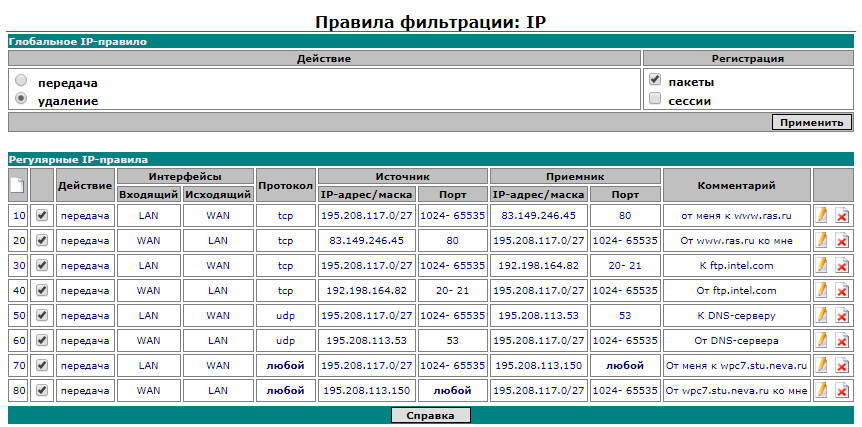 Правила фильтрации: IP
Глобальное IP-правило
Действие Регистрация
передача пакеты
удаление сессии
Применить
Регулярные IP-правила
Действие Интерфейсы Протокол Источник Приемник Комментарий
Входящий Исходящий IP-адрес/маска Порт IP-адрес/маска Порт
10 передача LAN WAN tcp 195.208.117.0/27 1024- 65535 83.149.246.45 80 от меня к www.ras.ru
20 передача WAN LAN tcp 83.149.246.45 80 195.208.117.0/27 1024- 65535 От www.ras.ru ко мне
30 передача LAN WAN tcp 195.208.117.0/27 1024- 65535 192.198.164.82 20- 21 К ftp.intel.com
40 передача WAN LAN tcp 192.198.164.82 20- 21 195.208.117.0/27 1024- 65535 От ftp.intel.com
50 передача LAN WAN udp 195.208.117.0/27 1024- 65535 195.208.113.53 53 К DNS-серверу
60 передача WAN LAN udp 195.208.113.53 53 195.208.117.0/27 1024- 65535 От DNS-сервера
70 передача LAN WAN любой 195.208.117.0/27 1024- 65535 195.208.113.150 любой От меня к wpc7.stu.neva.ru
80 передача WAN LAN любой 195.208.113.150 любой 195.208.117.0/27 1024- 65535 От wpc7.stu.neva.ru ко мне
Справка